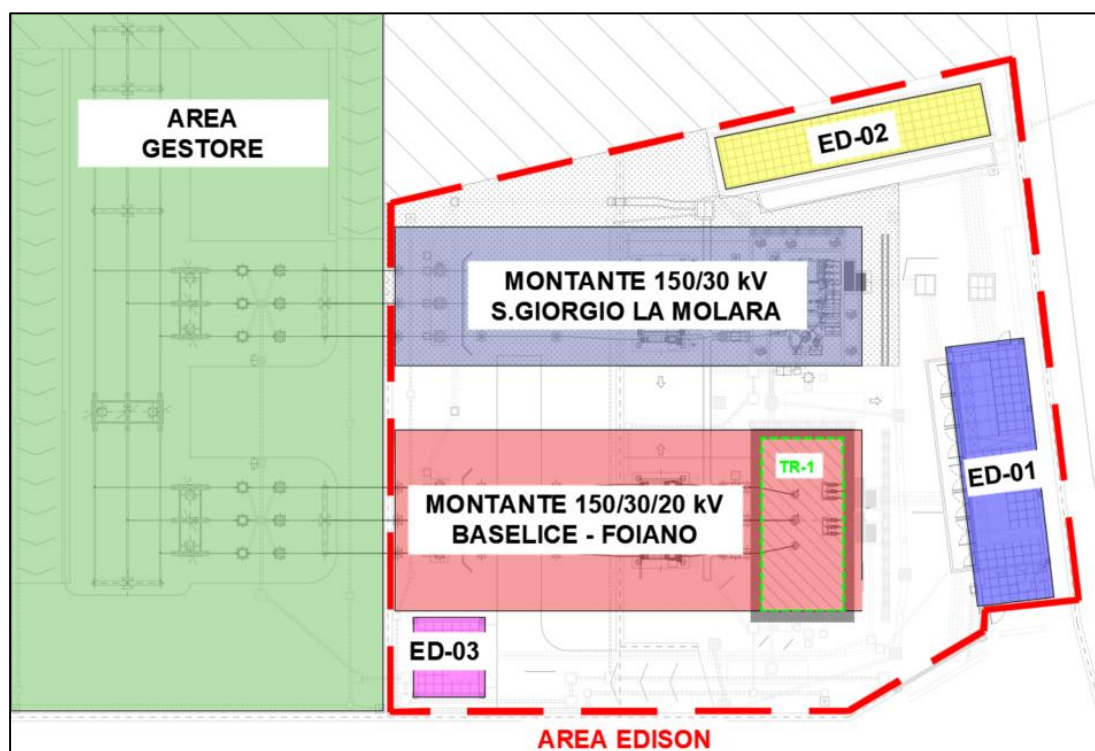 AREA
GESTORE
ED-02
MONTANTE 150/30 kV
S.GIORGIO LA MOLARA
ED-01
TR-1
MONTANTE 150/30/20 kV
BASELICE - FOIANO
ED-03
AREA EDISON